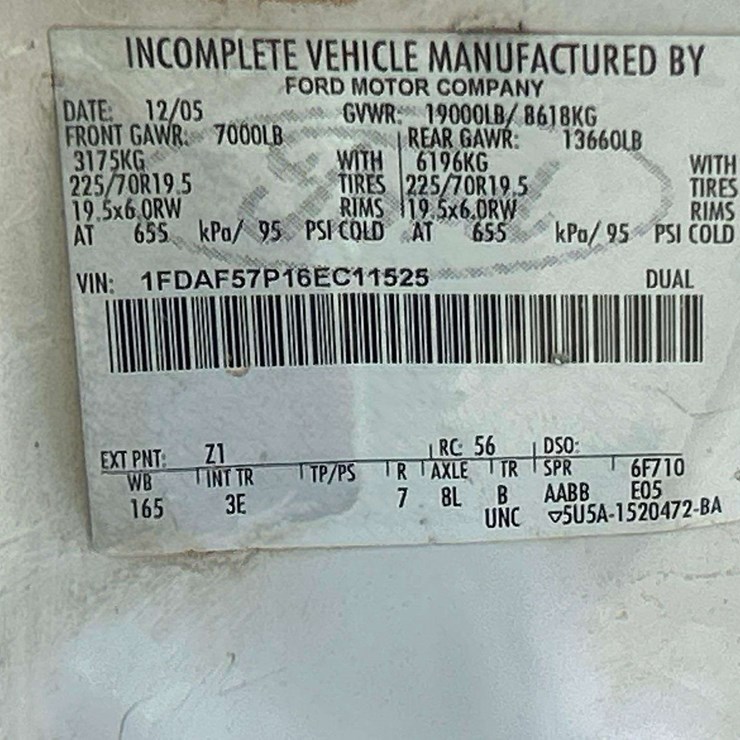 INCOMPLETE VEHICLE MANUFACTURED BY
FORD MOTOR COMPANY
DATE: 12/05 GVWR: 19000LB/ 8618KG
FRONT GAWR: 7000LB REAR GAWR: 13660LB
3175KG WITH 6196KG WITH
225/70R19.5 TIRES 225/70R19.5 TIRES
19.5x6.0RW RIMS 19.5x6.0RW RIMS
AT 655 kPa/ 95 PSI COLD AT 655 kPa/ 95 PSI COLD
VIN: 1FDAF57P16EC11525 DUAL
EXT PNT: Z1 RC: 56 DSO:
WB INT TR TP/PS R AXLE TR SPR 6F710
165 3E 7 8L B AABB E05
UNC ▽5U5A-1520472-BA